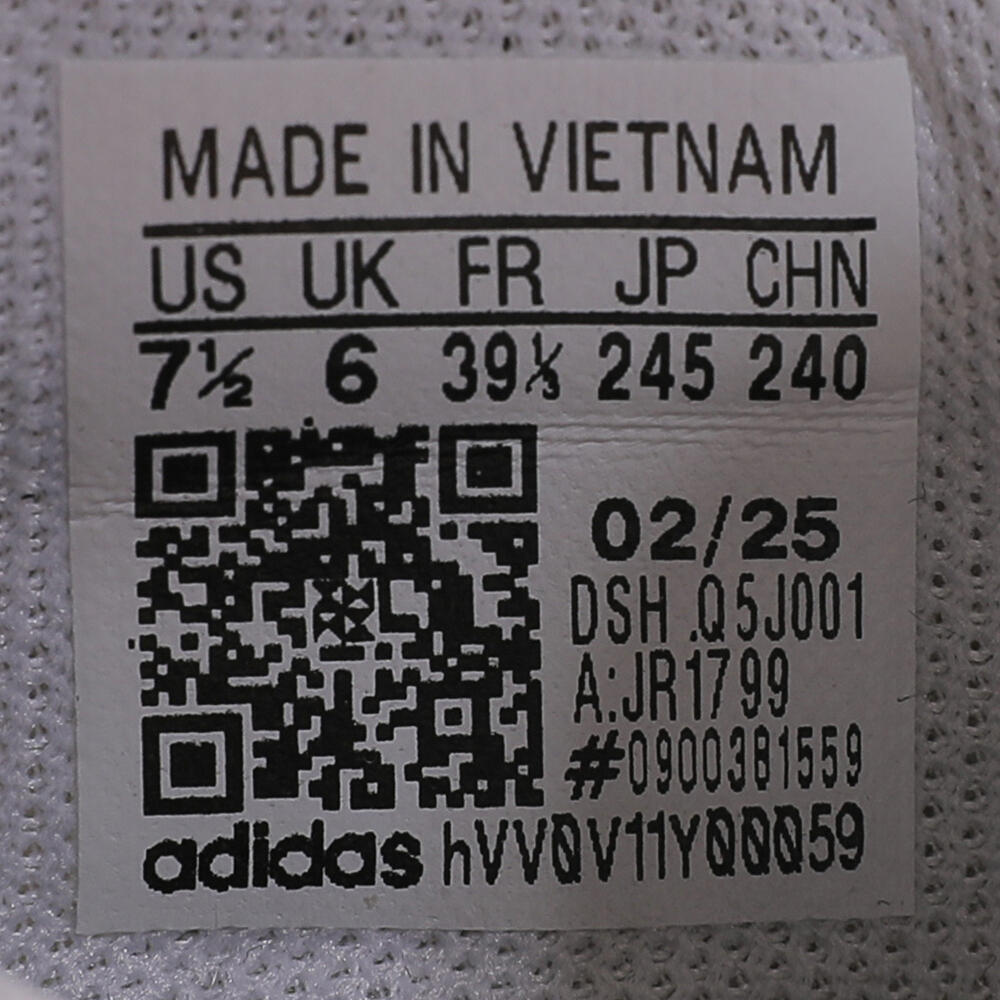 MADE IN VIETNAM
US UK FR JP CHN
7½ 6 39⅓ 245 240
02/25
DSH.Q5J001
A:JR1799
#0900381559
adidas hVVQV11YQQQ59